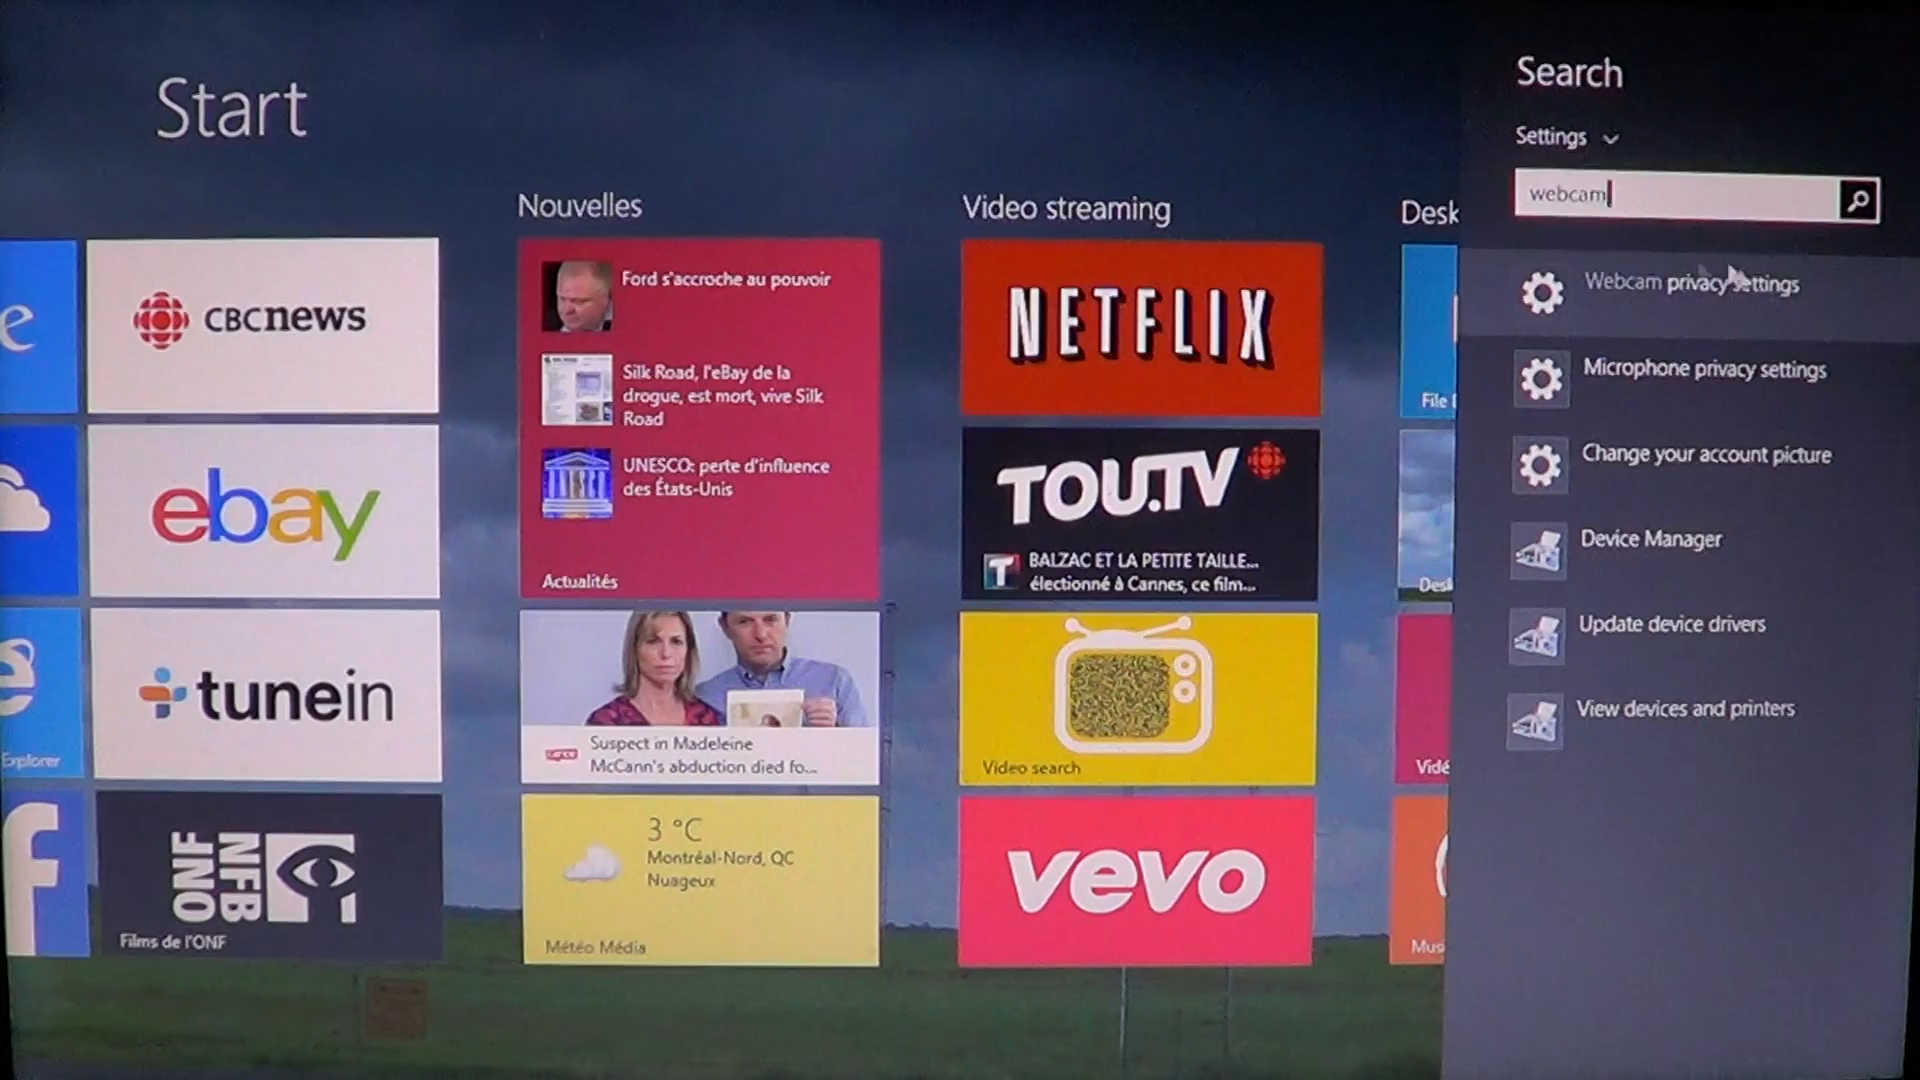 Start
e
CBCnews
ebay
tunein
Explorer
f
ONF
NFB
Films de l'ONF
Nouvelles
Ford s'accroche au pouvoir
Silk Road, l'eBay de la
drogue, est mort, vive Silk
Road
UNESCO: perte d'influence
des États-Unis
Actualités
Suspect in Madeleine
McCann's abduction died fo...
3 °C
Montréal-Nord, QC
Nuageux
Météo Média
Video streaming
NETFLIX
TOU.TV
T
BALZAC ET LA PETITE TAILLE...
électionné à Cannes, ce film...
Video search
vevo
Desk
File
Desk
Vidé
Mus
Search
Settings
webcam
Webcam privacy settings
Microphone privacy settings
Change your account picture
Device Manager
Update device drivers
View devices and printers